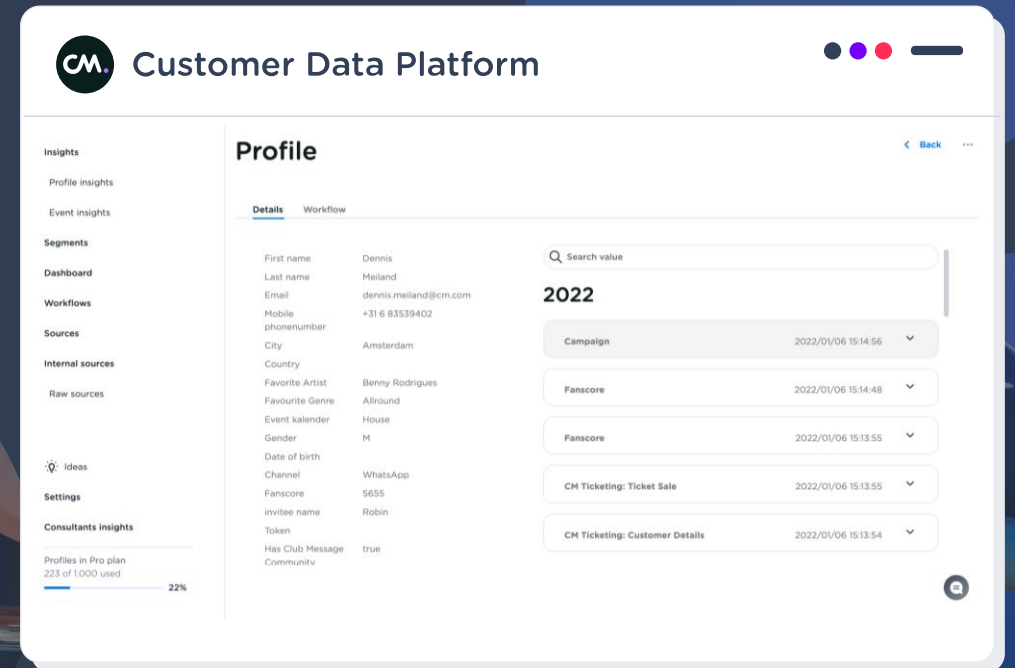 CM.
Customer Data Platform
Insights
Profile insights
Event insights
Segments
Dashboard
Workflows
Sources
Internal sources
Raw sources
Ideas
Settings
Consultants insights
Profiles in Pro plan
223 of 1,000 used
22%
Profile
Back
Details Workflow
First name Dennis
Last name Meiland
Email dennis.meiland@cm.com
Mobile +31 6 83539402
phonenumber
City Amsterdam
Country
Favorite Artist Benny Rodrigues
Favourite Genre Allround
Event kalender House
Gender M
Date of birth
Channel WhatsApp
Fanscore 5655
invitee name Robin
Token
Has Club Message true
Community
Search value
2022
Campaign 2022/01/06 15:14:56
Fanscore 2022/01/06 15:14:48
Fanscore 2022/01/06 15:13:55
CM Ticketing: Ticket Sale 2022/01/06 15:13:55
CM Ticketing: Customer Details 2022/01/06 15:13:54